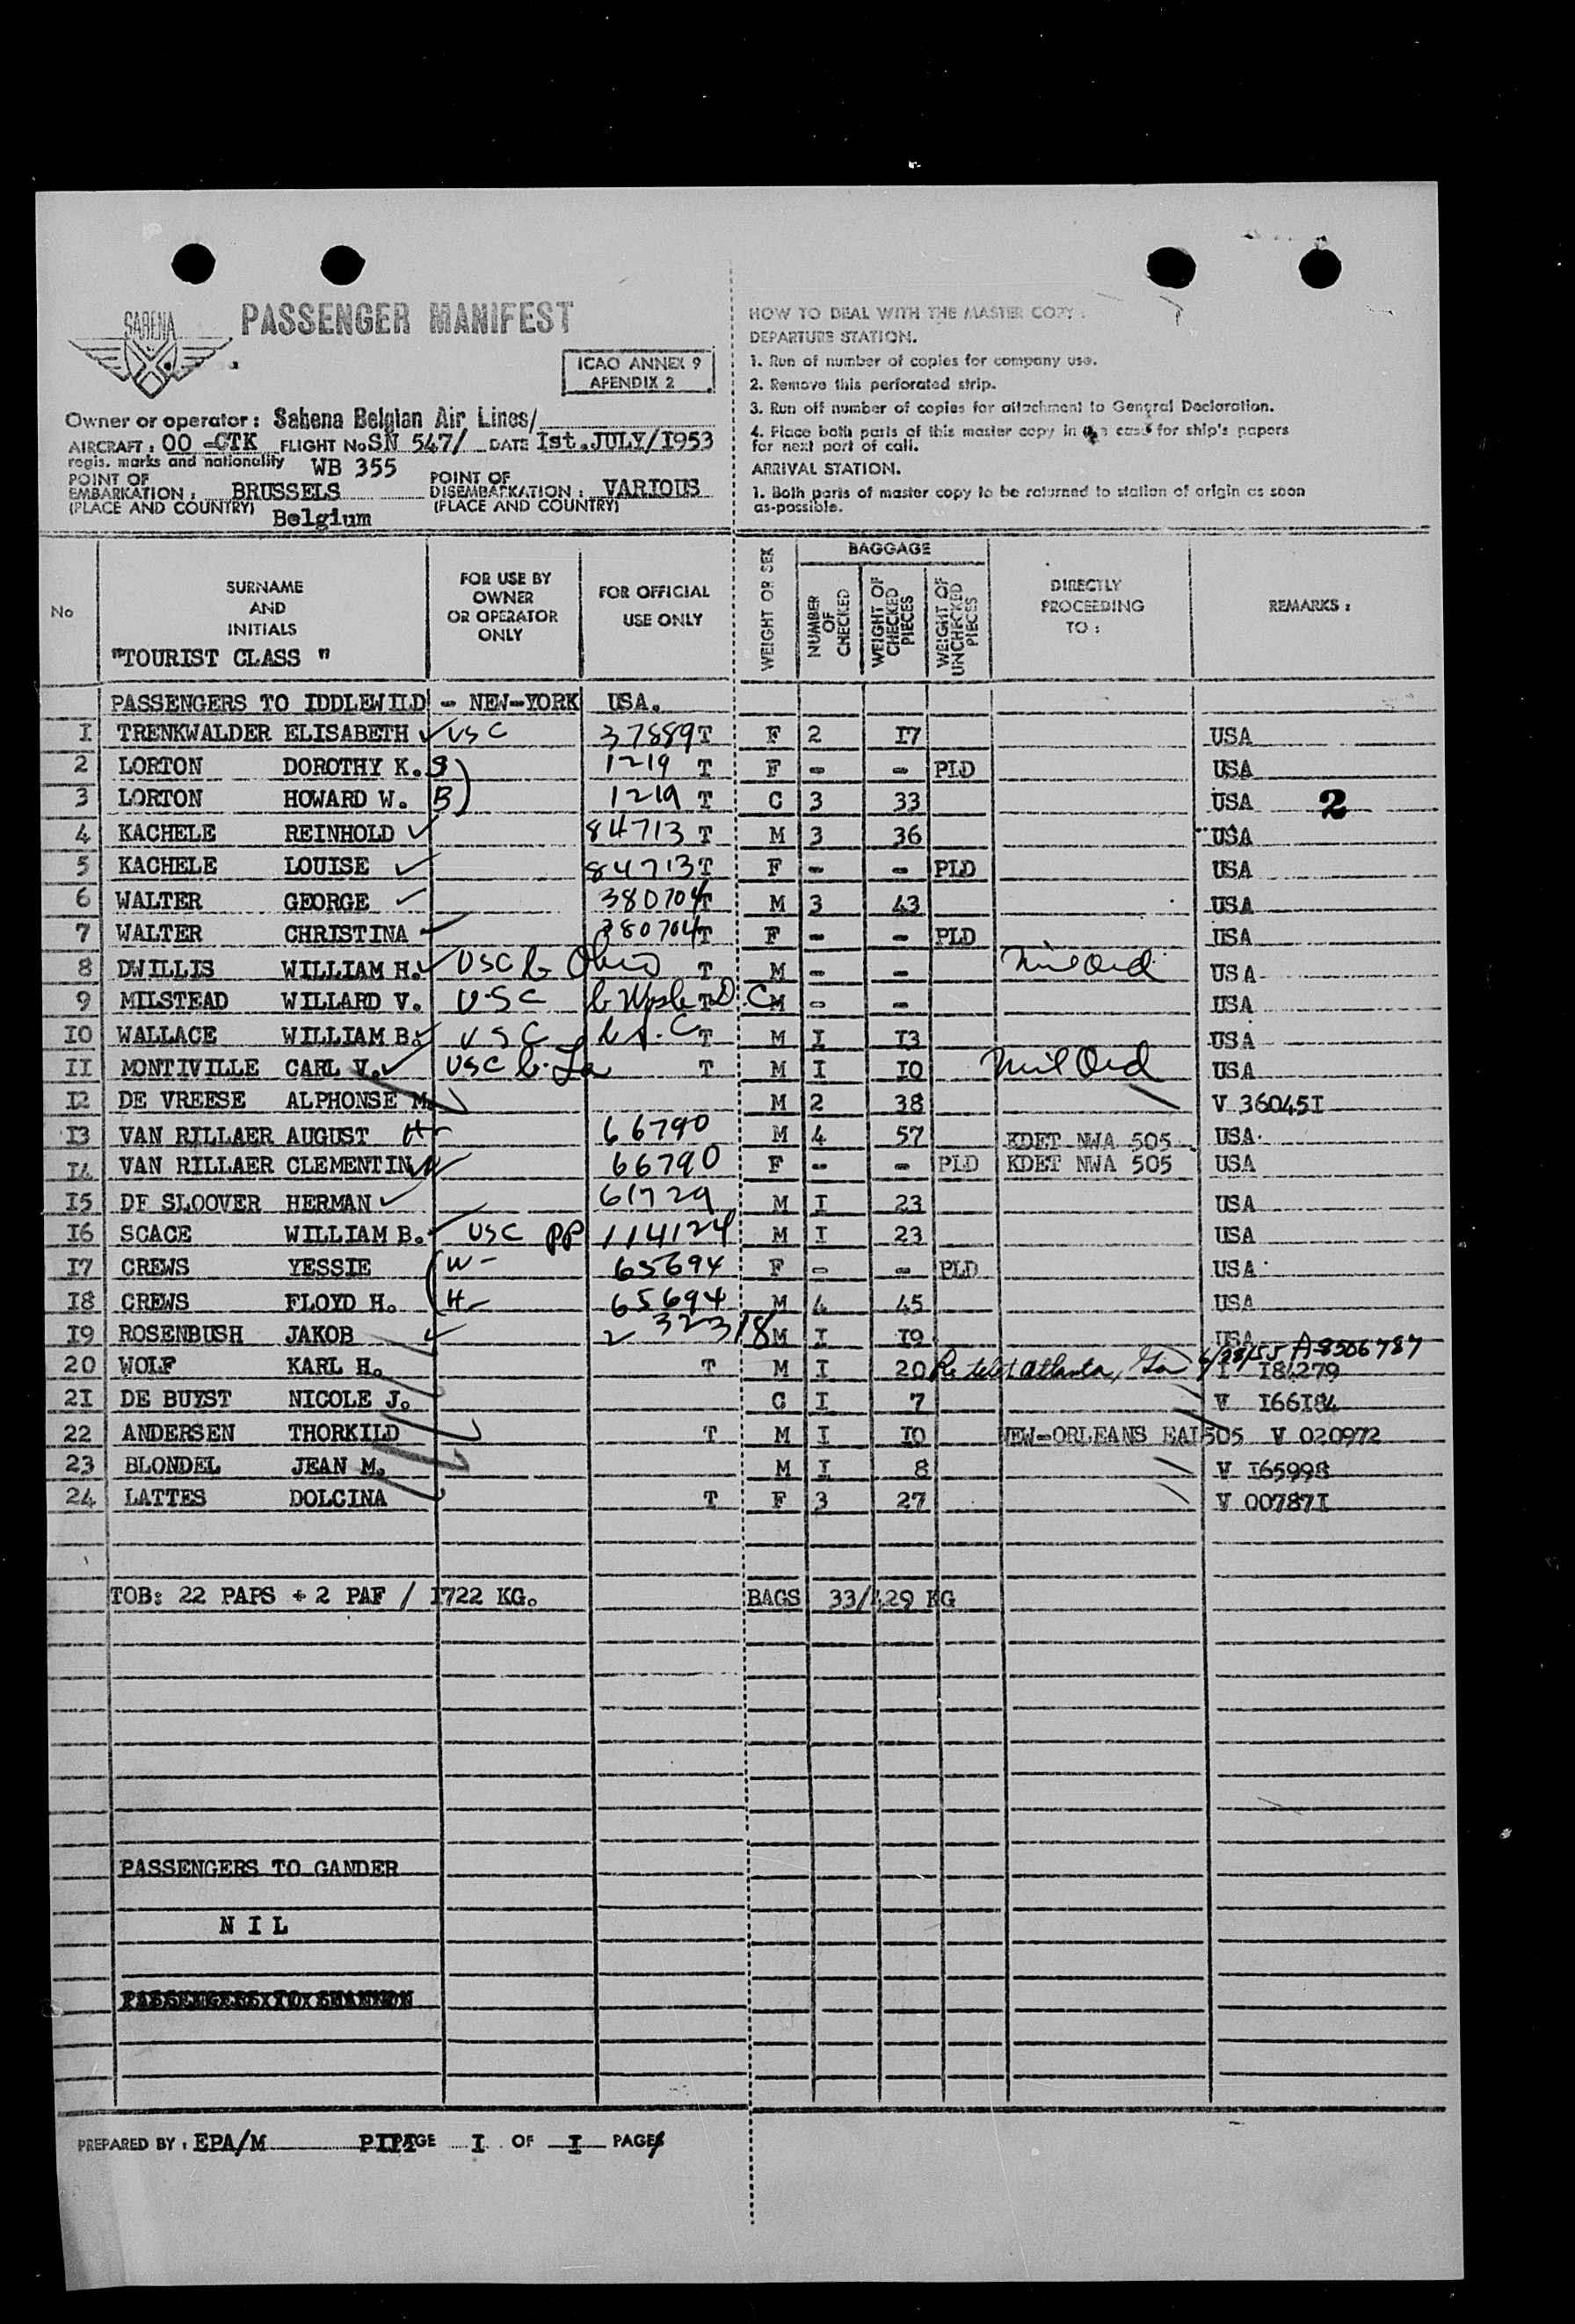 SABENA
PASSENGER MANIFEST
ICAO ANNEX 9
APENDIX 2
Owner or operator: Sabena Belgian Air Lines/
AIRCRAFT: OO-CTK FLIGHT No SN 547/ DATE Ist.JULY/I953
regis. marks and nationality WB 355
POINT OF EMBARKATION: BRUSSELS POINT OF DISEMBARKATION: VARIOUS
(PLACE AND COUNTRY) Belgium (PLACE AND COUNTRY)
HOW TO DEAL WITH THE MASTER COPY:
DEPARTURE STATION.
1. Run of number of copies for company use.
2. Remove this perforated strip.
3. Run off number of copies for attachment to General Declaration.
4. Place both parts of this master copy in the case for ship's papers
for next port of call.
ARRIVAL STATION.
1. Both parts of master copy to be returned to station of origin as soon
as possible.
No
SURNAME
AND
INITIALS
"TOURIST CLASS "
FOR USE BY
OWNER
OR OPERATOR
ONLY
FOR OFFICIAL
USE ONLY
WEIGHT OR SEX
BAGGAGE
NUMBER
OF
CHECKED
WEIGHT OF
CHECKED
PIECES
WEIGHT OF
UNCHECKED
PIECES
DIRECTLY
PROCEEDING
TO:
REMARKS:
PASSENGERS TO IDDLEWILD - NEW-YORK USA.
I TRENKWALDER ELISABETH USC 37889 T F 2 I7 USA
2 LORTON DOROTHY K. S 1219 T F - - PLD USA
3 LORTON HOWARD W. B 1219 T C 3 33 USA 2
4 KACHELE REINHOLD 84713 T M 3 36 USA
5 KACHELE LOUISE 84713 T F - - PLD USA
6 WALTER GEORGE 380704 T M 3 43 USA
7 WALTER CHRISTINA 380704 T F - - PLD USA
8 DWILLIS WILLIAM H. USC b Ohio T M - - Mil Ord USA
9 MILSTEAD WILLARD V. USC b Wash D.C T M - - USA
I0 WALLACE WILLIAM B. USC T M I I3 USA
II MONTIVILLE CARL V. USC b. La T M I I0 Mil Ord USA
I2 DE VREESE ALPHONSE M. M 2 38 V 36045I
I3 VAN RILLAER AUGUST H 66790 M 4 57 KDET NWA 505 USA
I4 VAN RILLAER CLEMENTIN W 66790 F - - PLD KDET NWA 505 USA
I5 DE SLOOVER HERMAN 61729 M I 23 USA
I6 SCACE WILLIAM B. USC PP 114124 M I 23 USA
I7 CREWS YESSIE W- 65694 F - - PLD USA
I8 CREWS FLOYD H. H- 65694 M 4 45 USA
I9 ROSENBUSH JAKOB 2 32318 M I I9 USA
6/28/55 A-8506787
20 WOLF KARL H. T M I 20 Atlanta, Ga I I8I279
2I DE BUYST NICOLE J. C I 7 V I66I84
22 ANDERSEN THORKILD T M I I0 NEW-ORLEANS EAL 505 V 020972
23 BLONDEL JEAN M. M I 8 V I65998
24 LATTES DOLCINA T F 3 27 V 00787I
TOB: 22 PAPS + 2 PAF / I722 KG. BAGS 33/429 KG
PASSENGERS TO GANDER
N I L
PASSENGERS TO SHANNON
PREPARED BY: EPA/M PAGE I OF I PAGES